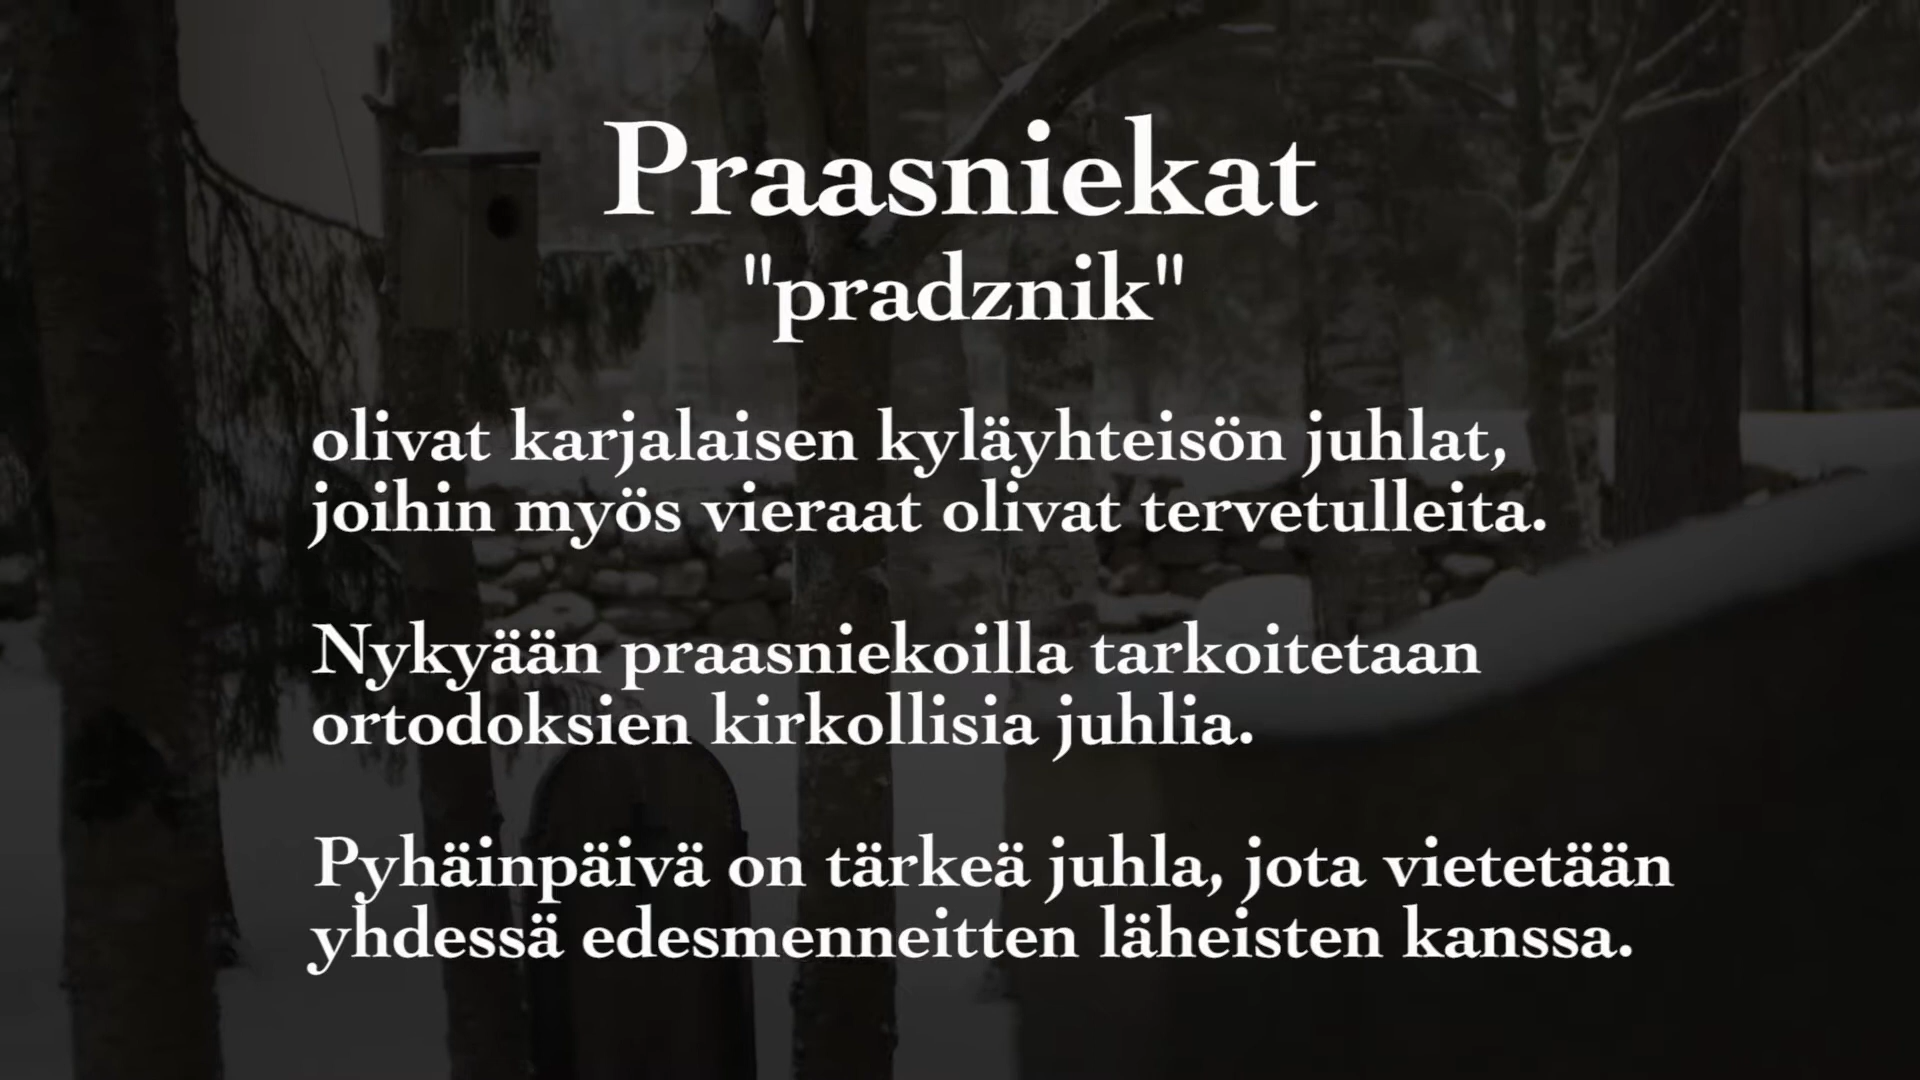 Praasniekat
"pradznik"
olivat karjalaisen kyläyhteisön juhlat,
joihin myös vieraat olivat tervetulleita.
Nykyään praasniekoilla tarkoitetaan
ortodoksien kirkollisia juhlia.
Pyhäinpäivä on tärkeä juhla, jota vietetään
yhdessä edesmenneitten läheisten kanssa.